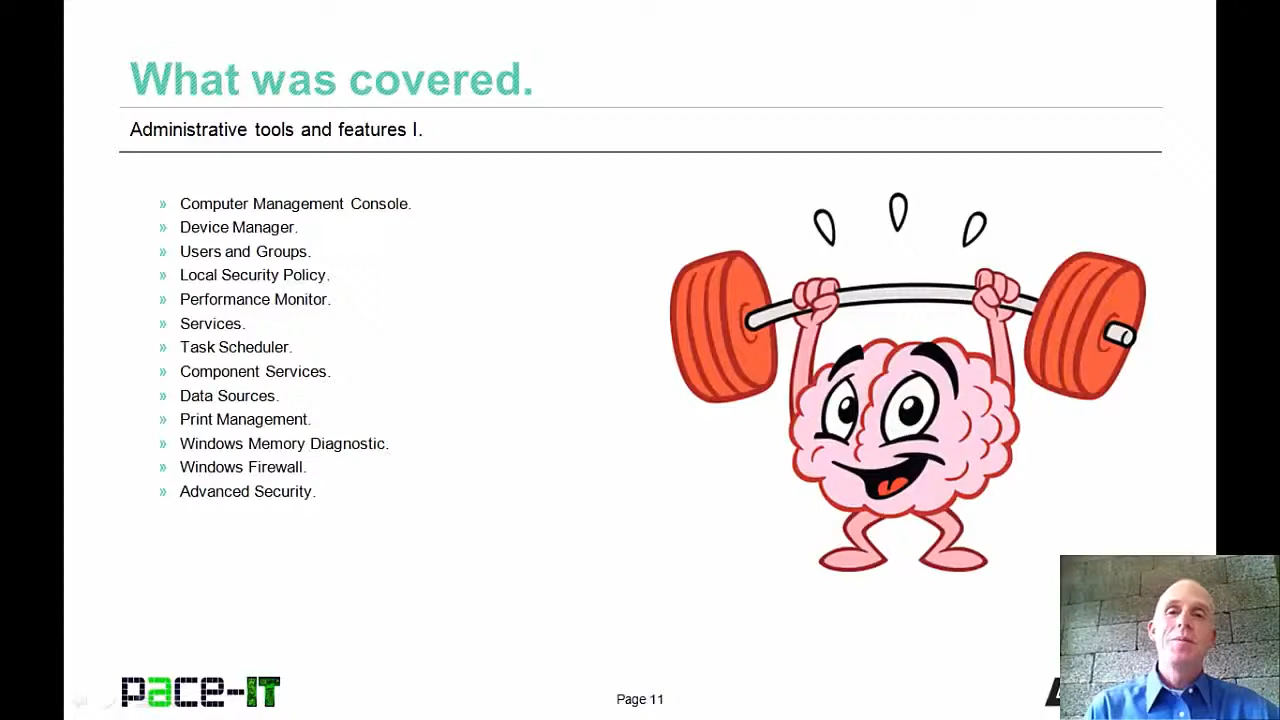 What was covered.
Administrative tools and features I.
» Computer Management Console.
» Device Manager.
» Users and Groups.
» Local Security Policy.
» Performance Monitor.
» Services.
» Task Scheduler.
» Component Services.
» Data Sources.
» Print Management.
» Windows Memory Diagnostic.
» Windows Firewall.
» Advanced Security.
pace-IT
Page 11